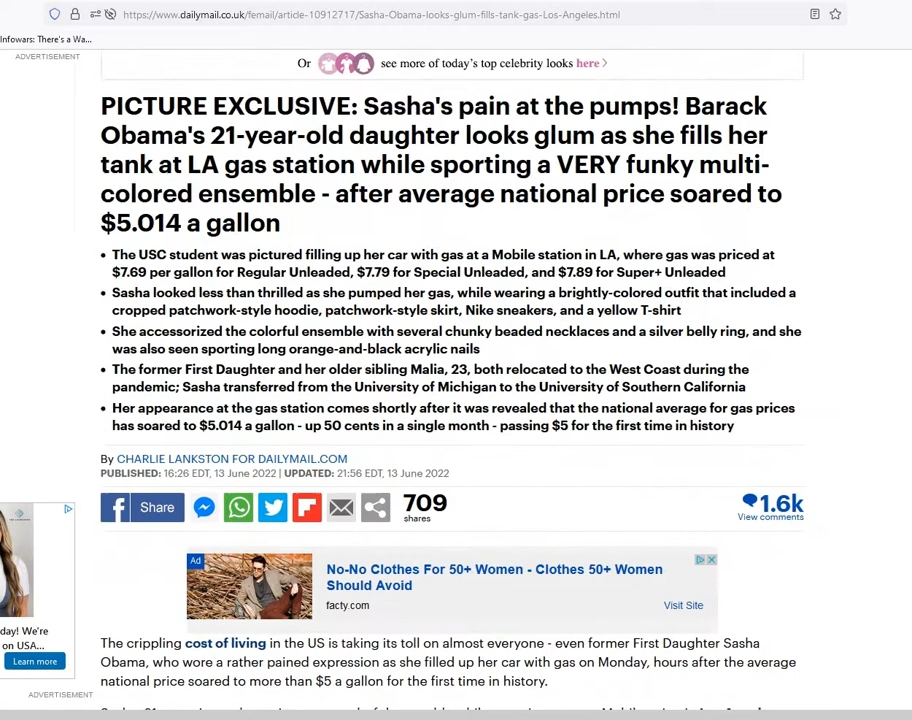 https://www.dailymail.co.uk/femail/article-10912717/Sasha-Obama-looks-glum-fills-tank-gas-Los-Angeles.html
Infowars: There's a Wa...
ADVERTISEMENT
Or see more of today's top celebrity looks here >
PICTURE EXCLUSIVE: Sasha's pain at the pumps! Barack
Obama's 21-year-old daughter looks glum as she fills her
tank at LA gas station while sporting a VERY funky multi-
colored ensemble - after average national price soared to
$5.014 a gallon
• The USC student was pictured filling up her car with gas at a Mobile station in LA, where gas was priced at
$7.69 per gallon for Regular Unleaded, $7.79 for Special Unleaded, and $7.89 for Super+ Unleaded
• Sasha looked less than thrilled as she pumped her gas, while wearing a brightly-colored outfit that included a
cropped patchwork-style hoodie, patchwork-style skirt, Nike sneakers, and a yellow T-shirt
• She accessorized the colorful ensemble with several chunky beaded necklaces and a silver belly ring, and she
was also seen sporting long orange-and-black acrylic nails
• The former First Daughter and her older sibling Malia, 23, both relocated to the West Coast during the
pandemic; Sasha transferred from the University of Michigan to the University of Southern California
• Her appearance at the gas station comes shortly after it was revealed that the national average for gas prices
has soared to $5.014 a gallon - up 50 cents in a single month - passing $5 for the first time in history
By CHARLIE LANKSTON FOR DAILYMAIL.COM
PUBLISHED: 16:26 EDT, 13 June 2022 | UPDATED: 21:56 EDT, 13 June 2022
Share
709
shares
1.6k
View comments
Ad
No-No Clothes For 50+ Women - Clothes 50+ Women
Should Avoid
facty.com
Visit Site
day! We're
on USA...
Learn more
ADVERTISEMENT
The crippling cost of living in the US is taking its toll on almost everyone - even former First Daughter Sasha
Obama, who wore a rather pained expression as she filled up her car with gas on Monday, hours after the average
national price soared to more than $5 a gallon for the first time in history.